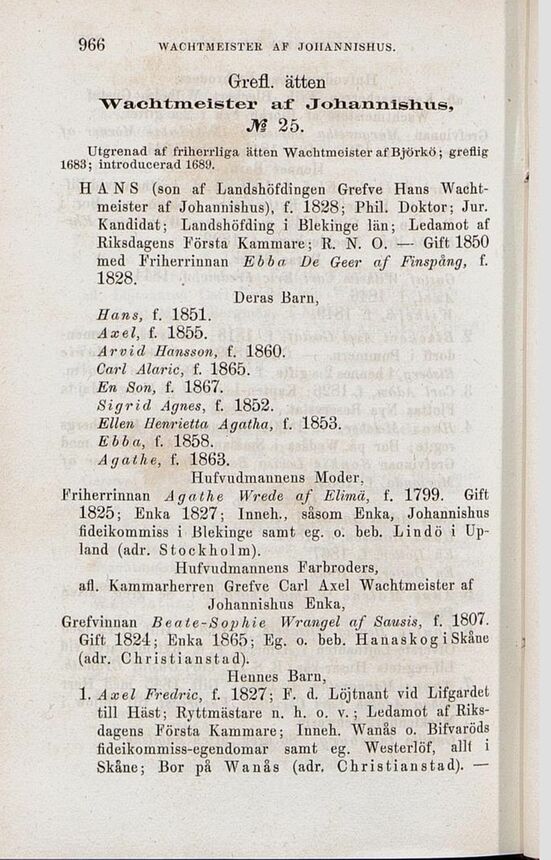 966 WACHTMEISTER AF JOHANNISHUS.
Grefl. ätten
Wachtmeister af Johannishus,
№ 25.
Utgrenad af friherrliga ätten Wachtmeister af Björkö; greflig
1683; introducerad 1689.
HANS (son af Landshöfdingen Grefve Hans Wacht-
meister af Johannishus), f. 1828; Phil. Doktor; Jur.
Kandidat; Landshöfding i Blekinge län; Ledamot af
Riksdagens Första Kammare; R. N. O. — Gift 1850
med Friherrinnan Ebba De Geer af Finspång, f.
1828.
Deras Barn,
Hans, f. 1851.
Axel, f. 1855.
Arvid Hansson, f. 1860.
Carl Alaric, f. 1865.
En Son, f. 1867.
Sigrid Agnes, f. 1852.
Ellen Henrietta Agatha, f. 1853.
Ebba, f. 1858.
Agathe, f. 1863.
Hufvudmannens Moder,
Friherrinnan Agathe Wrede af Elimä, f. 1799. Gift
1825; Enka 1827; Inneh., såsom Enka, Johannishus
fideikommiss i Blekinge samt eg. o. beb. Lindö i Up-
land (adr. Stockholm).
Hufvudmannens Farbroders,
afl. Kammarherren Grefve Carl Axel Wachtmeister af
Johannishus Enka,
Grefvinnan Beate-Sophie Wrangel af Sausis, f. 1807.
Gift 1824; Enka 1865; Eg. o. beb. Hanaskog i Skåne
(adr. Christianstad).
Hennes Barn,
1. Axel Fredric, f. 1827; F. d. Löjtnant vid Lifgardet
till Häst; Ryttmästare n. h. o. v.; Ledamot af Riks-
dagens Första Kammare; Inneh. Wanås o. Bifvaröds
fideikommiss-egendomar samt eg. Westerlöf, allt i
Skåne; Bor på Wanås (adr. Christianstad). —